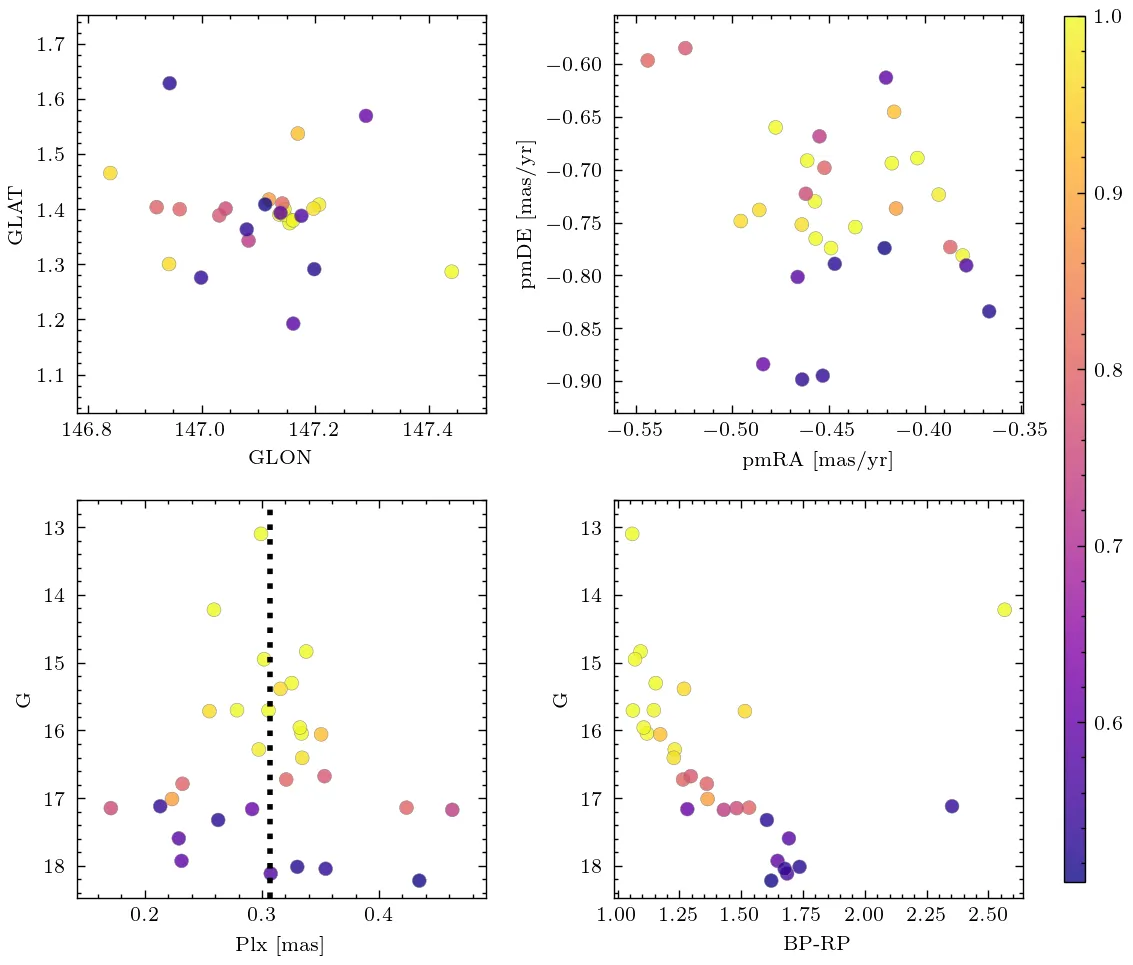 1.7
1.6
1.5
1.4
1.3
1.2
1.1
GLAT
146.8 147.0 147.2 147.4
GLON
−0.60
−0.65
−0.70
−0.75
−0.80
−0.85
−0.90
pmDE [mas/yr]
−0.55 −0.50 −0.45 −0.40 −0.35
pmRA [mas/yr]
1.0
0.9
0.8
0.7
0.6
13
14
15
16
17
18
G
0.2 0.3 0.4
Plx [mas]
13
14
15
16
17
18
G
1.00 1.25 1.50 1.75 2.00 2.25 2.50
BP-RP